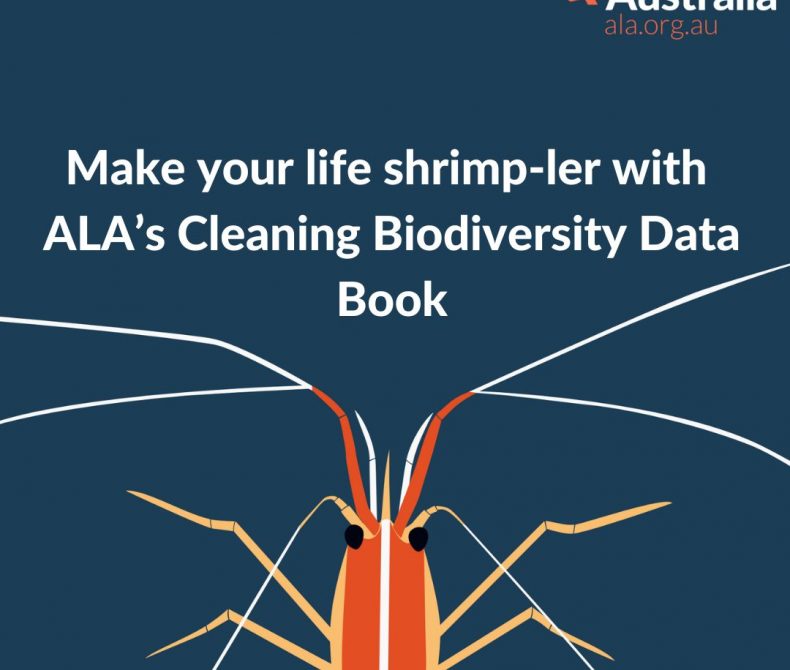 Australia
ala.org.au
Make your life shrimp-ler with
ALA’s Cleaning Biodiversity Data
Book